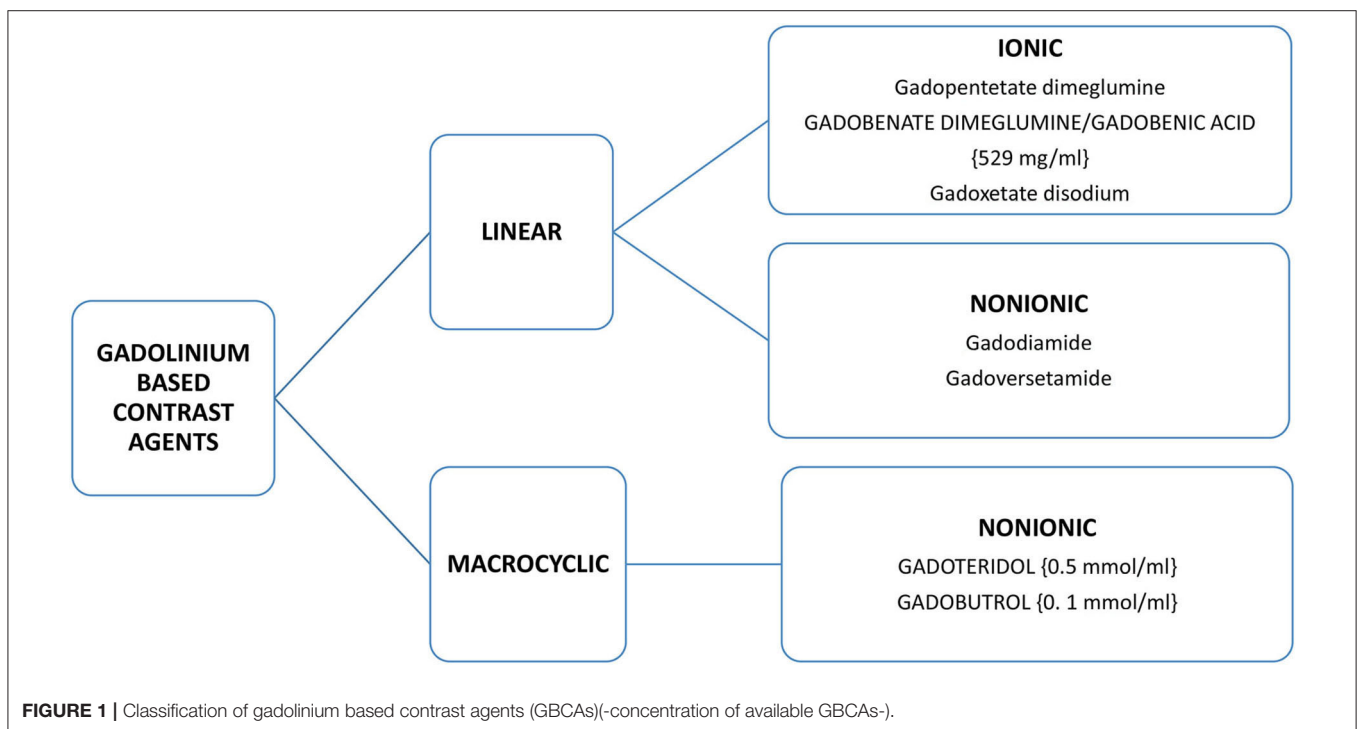 GADOLINIUM
BASED
CONTRAST
AGENTS
LINEAR
IONIC
Gadopentetate dimeglumine
GADOBENATE DIMEGLUMINE/GADOBENIC ACID
{529 mg/ml}
Gadoxetate disodium
NONIONIC
Gadodiamide
Gadoversetamide
MACROCYCLIC
NONIONIC
GADOTERIDOL {0.5 mmol/ml}
GADOBUTROL {0. 1 mmol/ml}
FIGURE 1 | Classification of gadolinium based contrast agents (GBCAs)(-concentration of available GBCAs-).